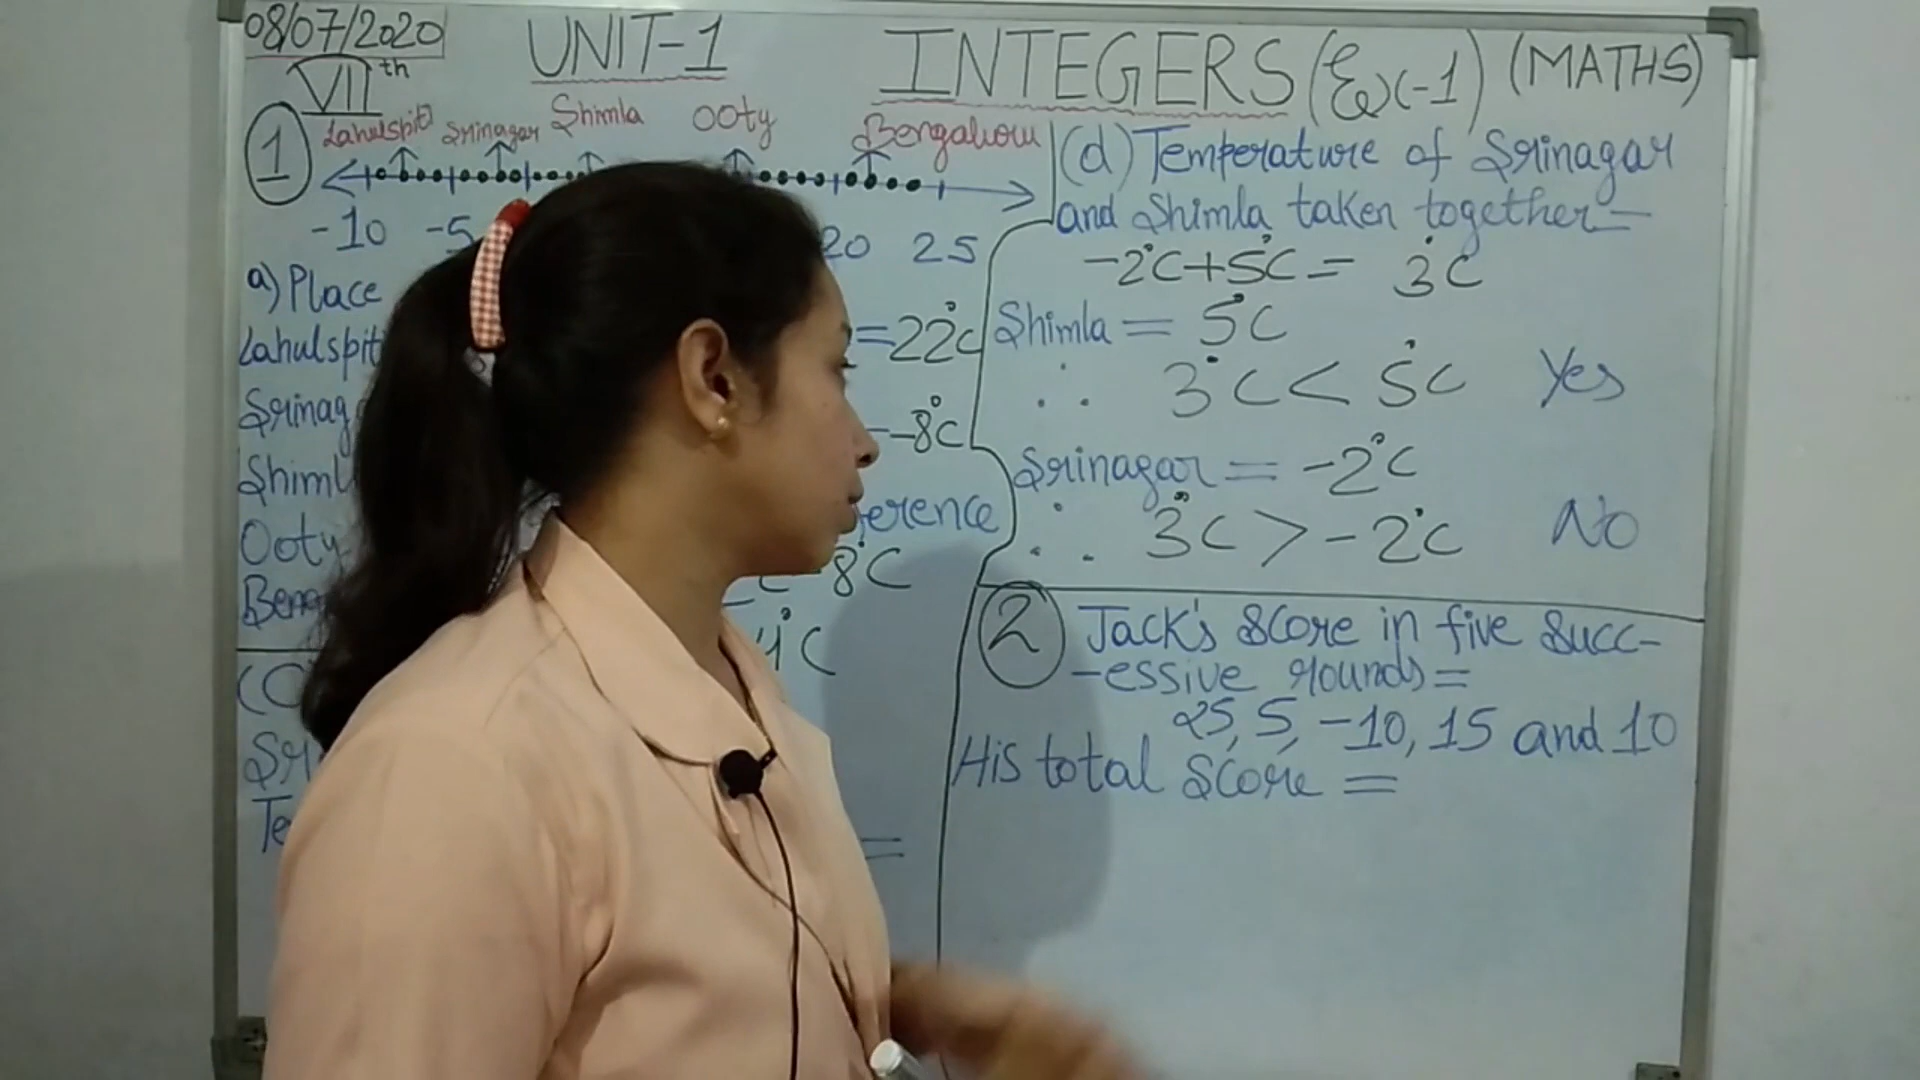 08/07/2020
VIIth
UNIT-1
INTEGERS (Ex-1) (MATHS)
1
Lahulspiti Srinagar Shimla Ooty Bengaluru
-10 -5 20 25
a) Place
Lahulspiti =22°C
Srinag -8°C
Shiml
Ooty erence
Beng -8°C
4°C
(C
Sri
Te =
(d) Temperature of Srinagar
and Shimla taken together =
-2°C+5°C = 3°C
Shimla = 5°C
∴ 3°C < 5°C Yes
Srinagar = -2°C
∴ 3°C > -2°C No
2 Jack's Score in five Succ-
-essive rounds =
25, 5, -10, 15 and 10
His total Score =